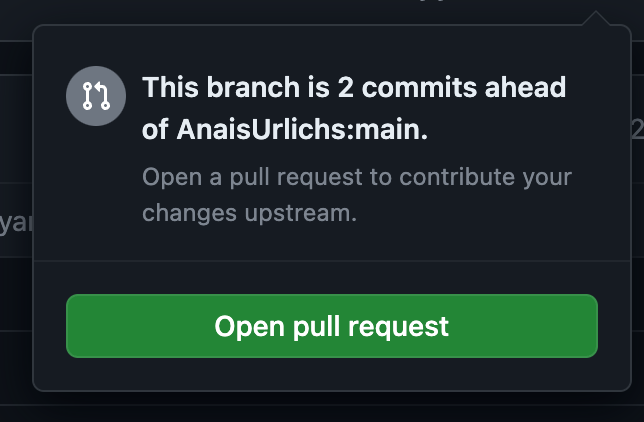 This branch is 2 commits ahead
of AnaisUrlichs:main.
Open a pull request to contribute your
changes upstream.
Open pull request